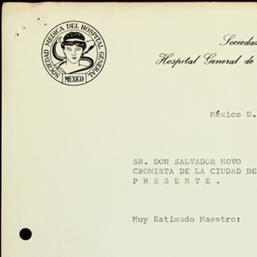 SOCIEDAD MEDICA DEL HOSPITAL GENERAL
MEXICO
Sociedad
Hospital General de
México D.
SR. DON SALVADOR NOVO
CRONISTA DE LA CIUDAD DE
P R E S E N T E .
Muy Estimado Maestro: